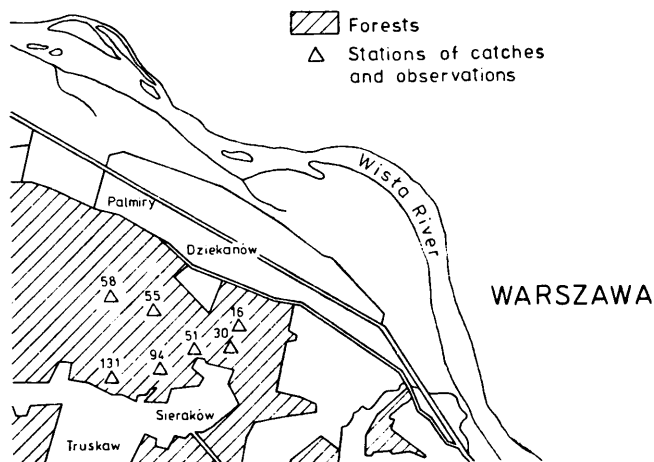 Forests
Stations of catches
and observations
Wisła River
Palmiry
Dziekanów
WARSZAWA
58
55
16
51
30
131
94
Sieraków
Truskaw